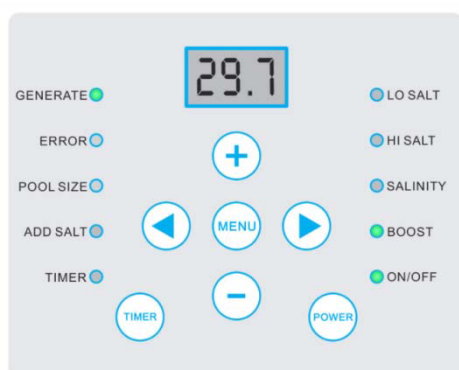 29.7
GENERATE
LO SALT
ERROR
HI SALT
POOL SIZE
SALINITY
ADD SALT
MENU
BOOST
TIMER
ON/OFF
TIMER
POWER